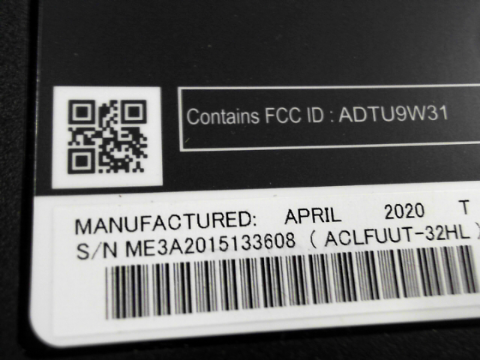 Contains FCC ID : ADTU9W31
MANUFACTURED: APRIL 2020 T
S/N ME3A2015133608 ( ACLFUUT-32HL )